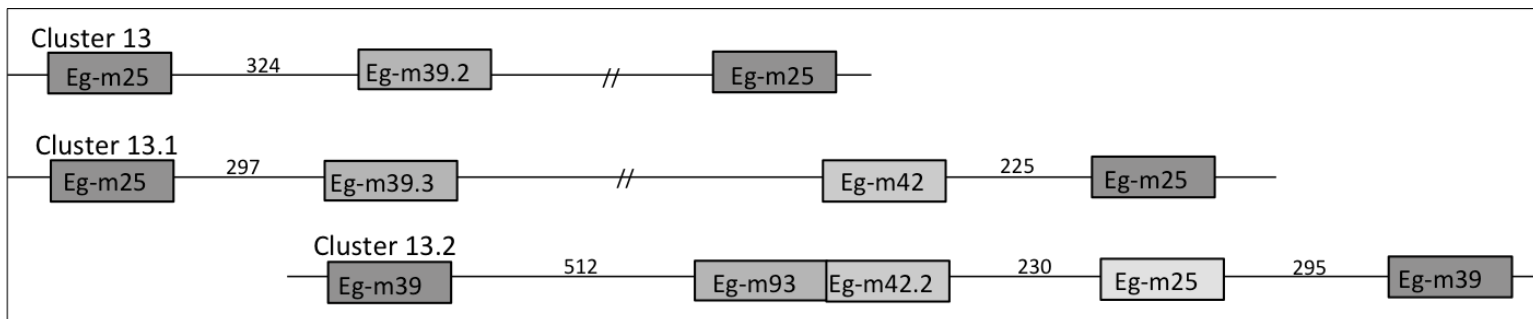 Cluster 13
Eg-m25 324 Eg-m39.2 // Eg-m25
Cluster 13.1
Eg-m25 297 Eg-m39.3 // Eg-m42 225 Eg-m25
Cluster 13.2
Eg-m39 512 Eg-m93 Eg-m42.2 230 Eg-m25 295 Eg-m39